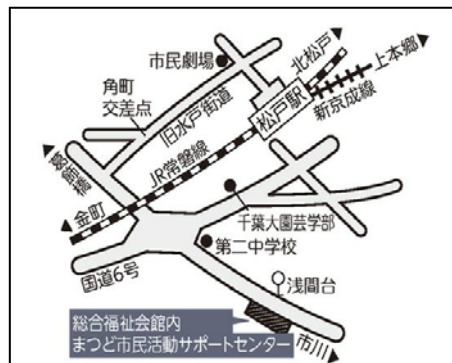 市民劇場
北松戸
上本郷
角町
交差点
旧水戸街道
松戸駅
新京成線
葛飾橋
JR常磐線
金町
千葉大園芸学部
第二中学校
国道6号
浅間台
総合福祉会館内
まつど市民活動サポートセンター
市川